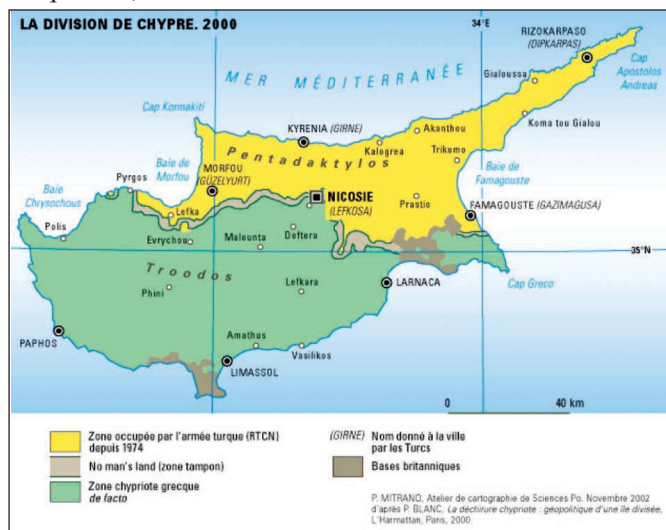 LA DIVISION DE CHYPRE. 2000
34°E
RIZOKARPASO
(DIPKARPAS)
MER MÉDITERRANÉE
Cap
Apostolos
Andreas
Gialoussa
Cap Kormakiti
Koma tou Gialou
KYRENIA (GIRNE)
Akanthou
Kalogrea
Trikomo
Pentadaktylos
Baie de
Morfou
MORFOU
(GÜZELYURT)
Baie de
Famagouste
Pyrgos
Baie
Chrysochous
NICOSIE
(LEFKOSA)
Prastio
FAMAGOUSTE (GAZIMAGUSA)
Lefka
Polis
Evrychou
Malounta
Deftera
35°N
Troodos
Cap Greco
Phini
Lefkara
LARNACA
PAPHOS
Amathus
Vasilikos
LIMASSOL
0 40 km
Zone occupée par l'armée turque (RTCN)
depuis 1974
No man's land (zone tampon)
Zone chypriote grecque
de facto
(GIRNE) Nom donné à la ville
par les Turcs
Bases britanniques
P. MITRANO, Atelier de cartographie de Sciences Po. Novembre 2002
d'après P. BLANC, La déchirure chypriote : géopolitique d'une île divisée,
L'Harmattan, Paris, 2000.